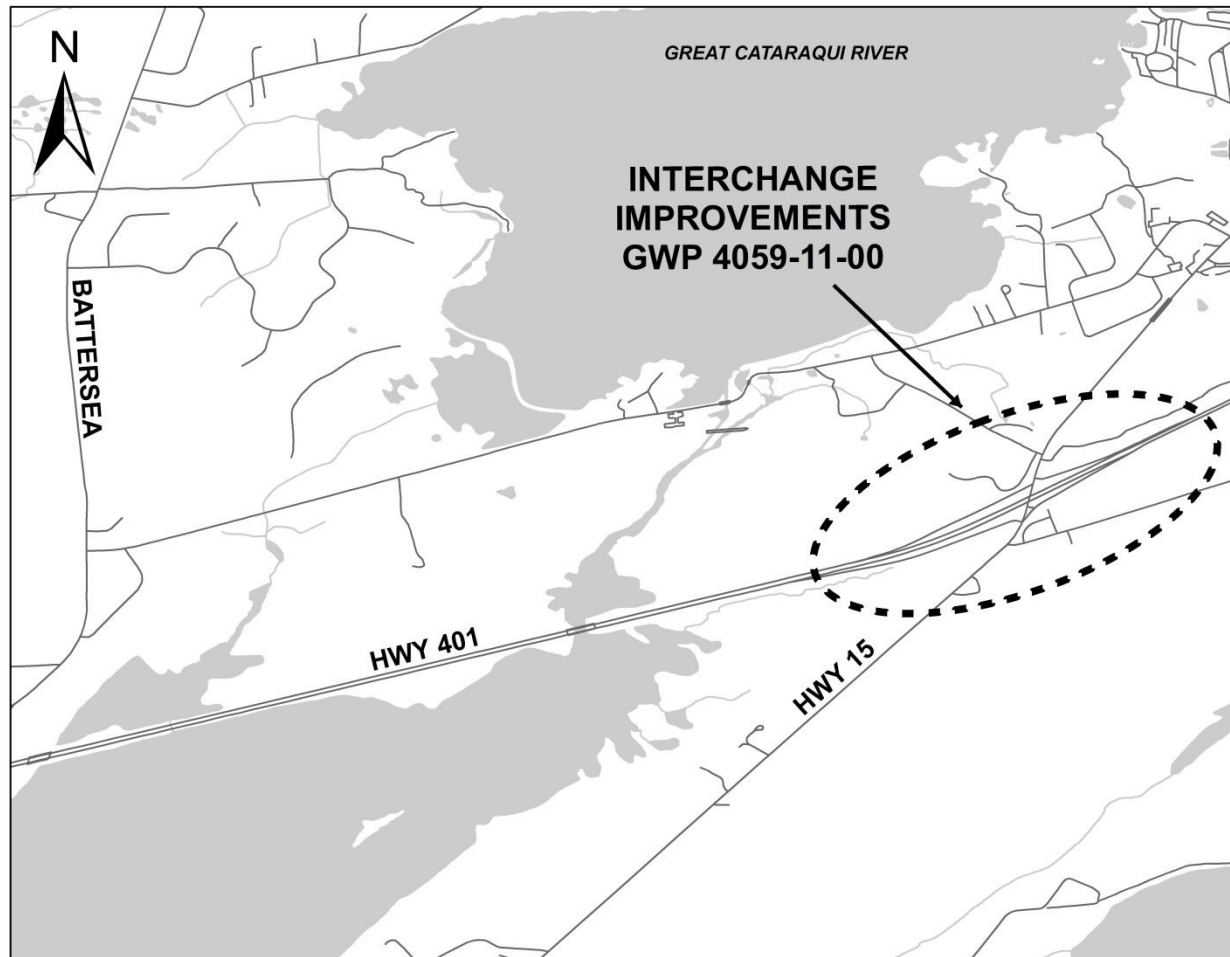 N
GREAT CATARAQUI RIVER
INTERCHANGE
IMPROVEMENTS
GWP 4059-11-00
BATTERSEA
HWY 401
HWY 15